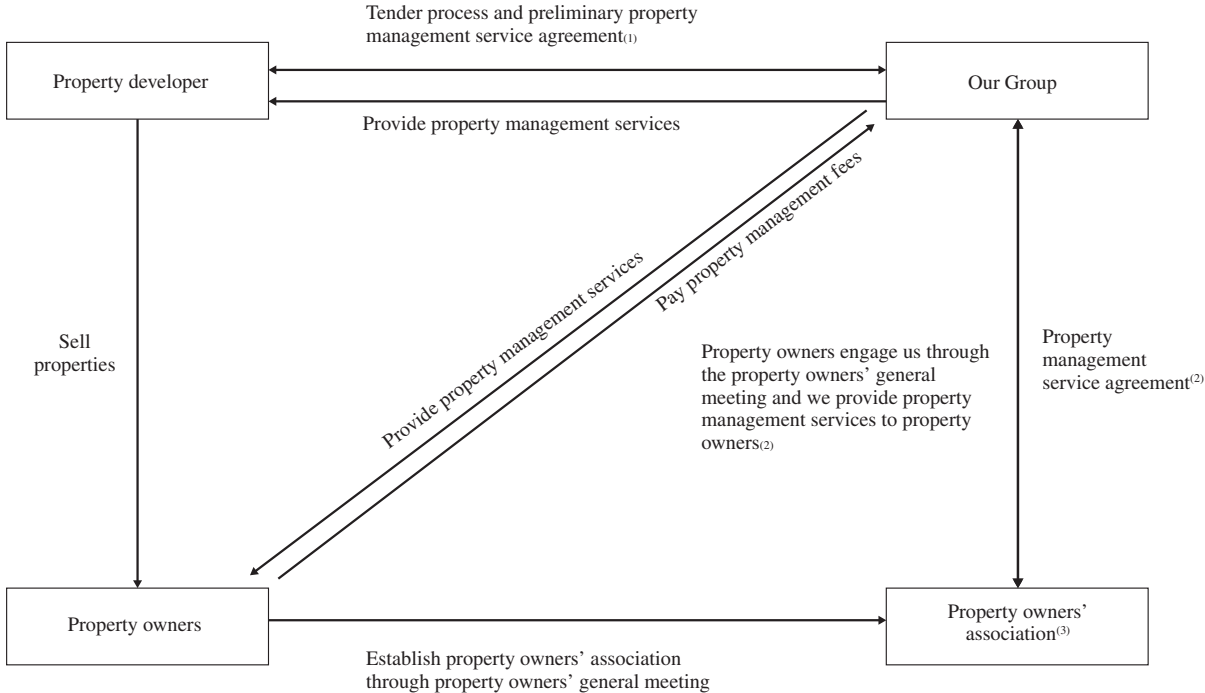 Tender process and preliminary property
management service agreement(1)
Property developer
Our Group
Provide property management services
Provide property management services
Pay property management fees
Sell
properties
Property owners engage us through
the property owners’ general
meeting and we provide property
management services to property
owners(2)
Property
management
service agreement(2)
Property owners
Property owners’
association(3)
Establish property owners’ association
through property owners’ general meeting